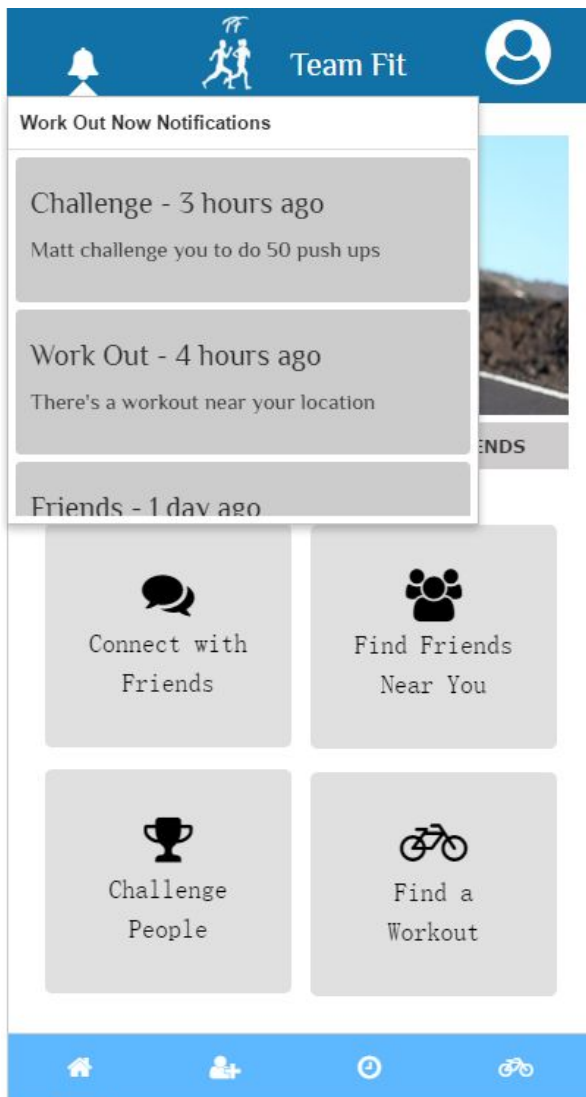 Team Fit
Work Out Now Notifications
Challenge - 3 hours ago
Matt challenge you to do 50 push ups
Work Out - 4 hours ago
There's a workout near your location
ENDS
Friends - 1 day ago
Connect with
Friends
Find Friends
Near You
Challenge
People
Find a
Workout